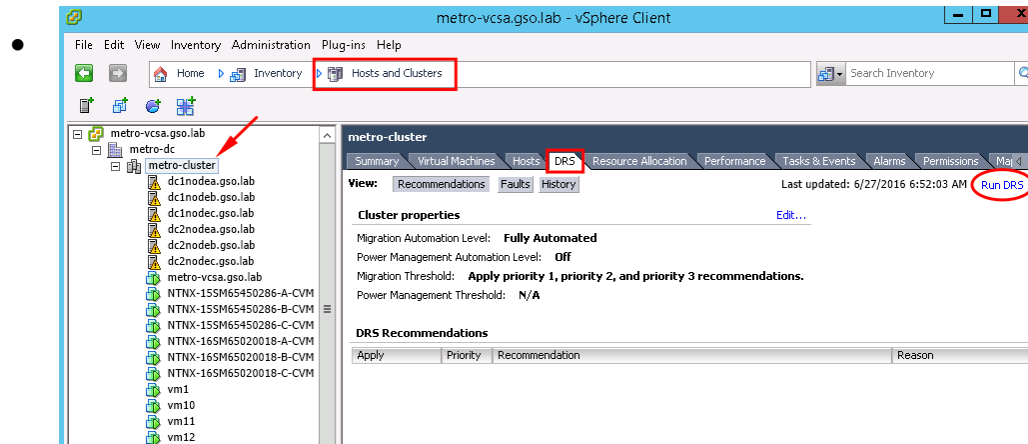 metro-vcsa.gso.lab - vSphere Client
File Edit View Inventory Administration Plug-ins Help
Home Inventory Hosts and Clusters Search Inventory
metro-vcsa.gso.lab
metro-dc
metro-cluster
dc1nodea.gso.lab
dc1nodeb.gso.lab
dc1nodec.gso.lab
dc2nodea.gso.lab
dc2nodeb.gso.lab
dc2nodec.gso.lab
metro-vcsa.gso.lab
NTNX-15SM65450286-A-CVM
NTNX-15SM65450286-B-CVM
NTNX-15SM65450286-C-CVM
NTNX-16SM65020018-A-CVM
NTNX-16SM65020018-B-CVM
NTNX-16SM65020018-C-CVM
vm1
vm10
vm11
vm12
metro-cluster
Summary Virtual Machines Hosts DRS Resource Allocation Performance Tasks & Events Alarms Permissions Ma
View: Recommendations Faults History Last updated: 6/27/2016 6:52:03 AM Run DRS
Cluster properties Edit...
Migration Automation Level: Fully Automated
Power Management Automation Level: Off
Migration Threshold: Apply priority 1, priority 2, and priority 3 recommendations.
Power Management Threshold: N/A
DRS Recommendations
Apply Priority Recommendation Reason